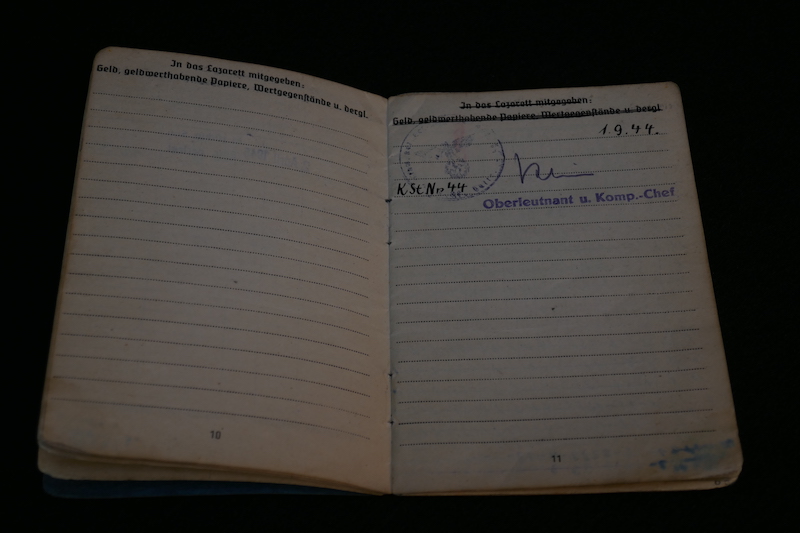 In das Lazarett mitgegeben:
Geld, geldwerthabende Papiere, Wertgegenstände u. dergl.
10
In das Lazarett mitgegeben:
Geld, geldwerthabende Papiere, Wertgegenstände u. dergl.
1.9.44.
K St Nr 44
Oberleutnant u. Komp.-Chef
11